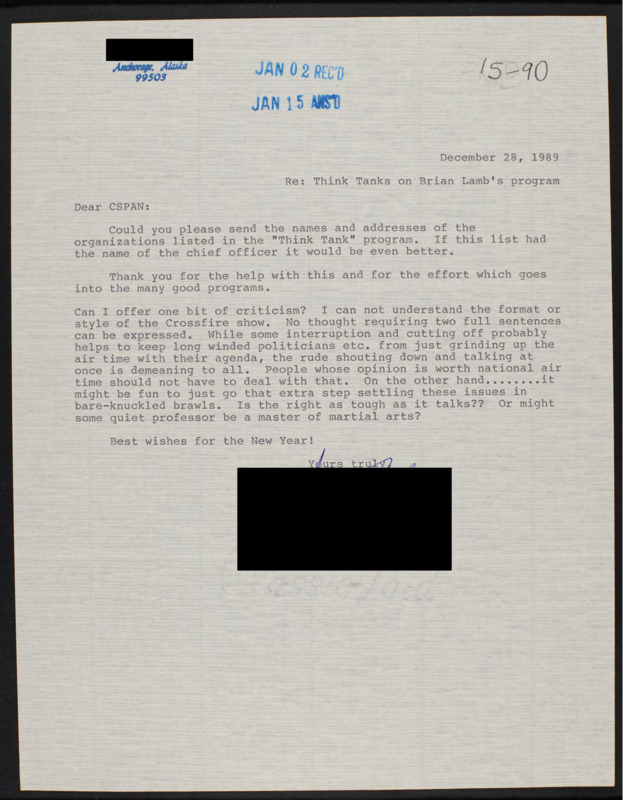 Anchorage, Alaska
99503
JAN 02 REC'D
JAN 15 ANS'D
15-90
December 28, 1989
Re: Think Tanks on Brian Lamb's program
Dear CSPAN:
Could you please send the names and addresses of the
organizations listed in the "Think Tank" program. If this list had
the name of the chief officer it would be even better.
Thank you for the help with this and for the effort which goes
into the many good programs.
Can I offer one bit of criticism? I can not understand the format or
style of the Crossfire show. No thought requiring two full sentences
can be expressed. While some interruption and cutting off probably
helps to keep long winded politicians etc. from just grinding up the
air time with their agenda, the rude shouting down and talking at
once is demeaning to all. People whose opinion is worth national air
time should not have to deal with that. On the other hand........it
might be fun to just go that extra step settling these issues in
bare-knuckled brawls. Is the right as tough as it talks?? Or might
some quiet professor be a master of martial arts?
Best wishes for the New Year!
Yours truly,